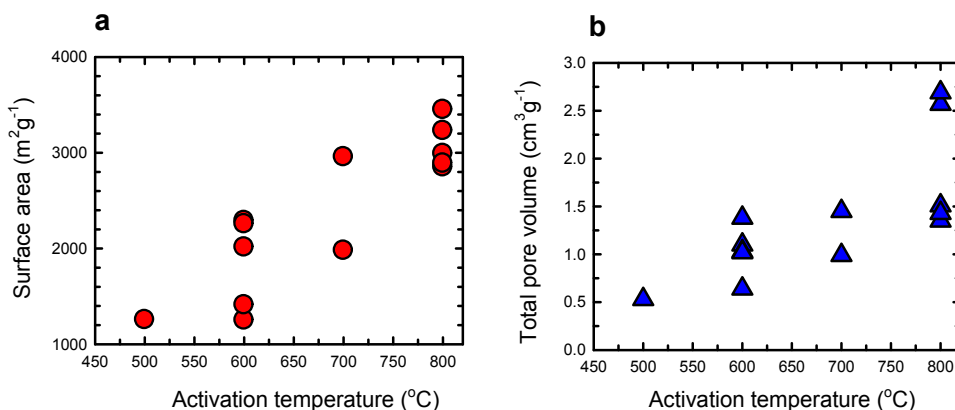 a
Surface area (m²g⁻¹)
4000
3000
2000
1000
450 500 550 600 650 700 750 800
Activation temperature (°C)
b
Total pore volume (cm³g⁻¹)
3.0
2.5
2.0
1.5
1.0
0.5
0.0
450 500 550 600 650 700 750 800
Activation temperature (°C)